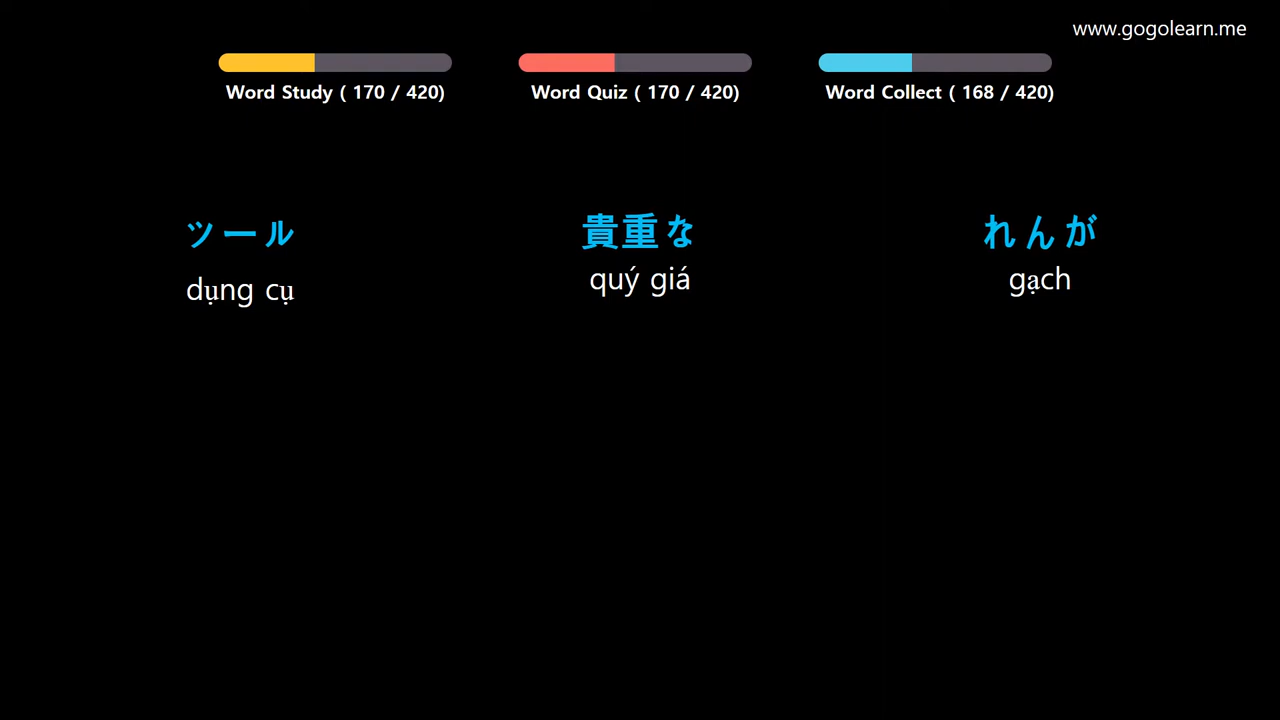 www.gogolearn.me
Word Study ( 170 / 420)
Word Quiz ( 170 / 420)
Word Collect ( 168 / 420)
ツール
dụng cụ
貴重な
quý giá
れんが
gạch